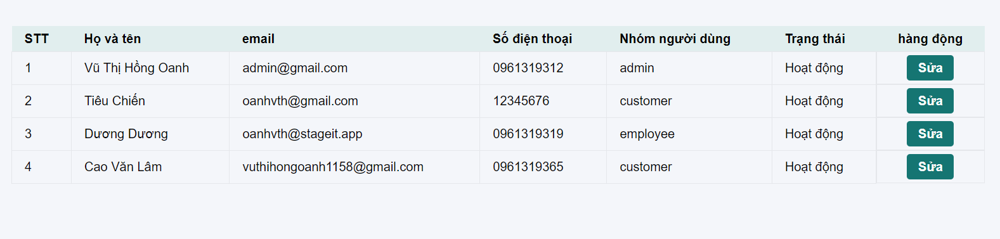 STT Họ và tên email Số điện thoại Nhóm người dùng Trạng thái hàng động
1 Vũ Thị Hồng Oanh admin@gmail.com 0961319312 admin Hoạt động Sửa
2 Tiêu Chiến oanhvth@gmail.com 12345676 customer Hoạt động Sửa
3 Dương Dương oanhvth@stageit.app 0961319319 employee Hoạt động Sửa
4 Cao Văn Lâm vuthihongoanh1158@gmail.com 0961319365 customer Hoạt động Sửa